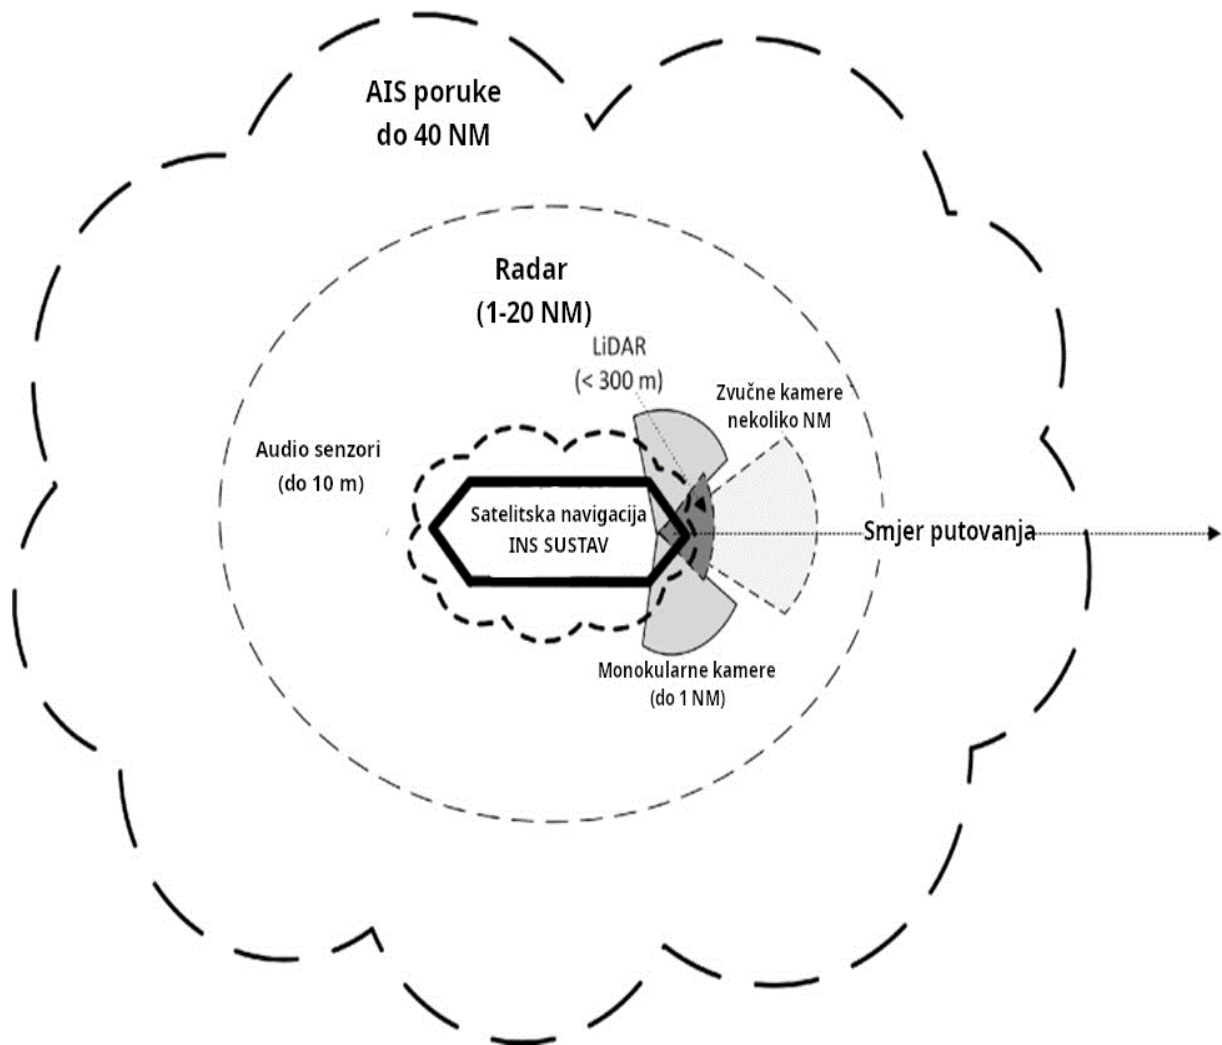 AIS poruke
do 40 NM
Radar
(1-20 NM)
LiDAR
(< 300 m)
Zvučne kamere
nekoliko NM
Audio senzori
(do 10 m)
Satelitska navigacija
INS SUSTAV
Smjer putovanja
Monokularne kamere
(do 1 NM)